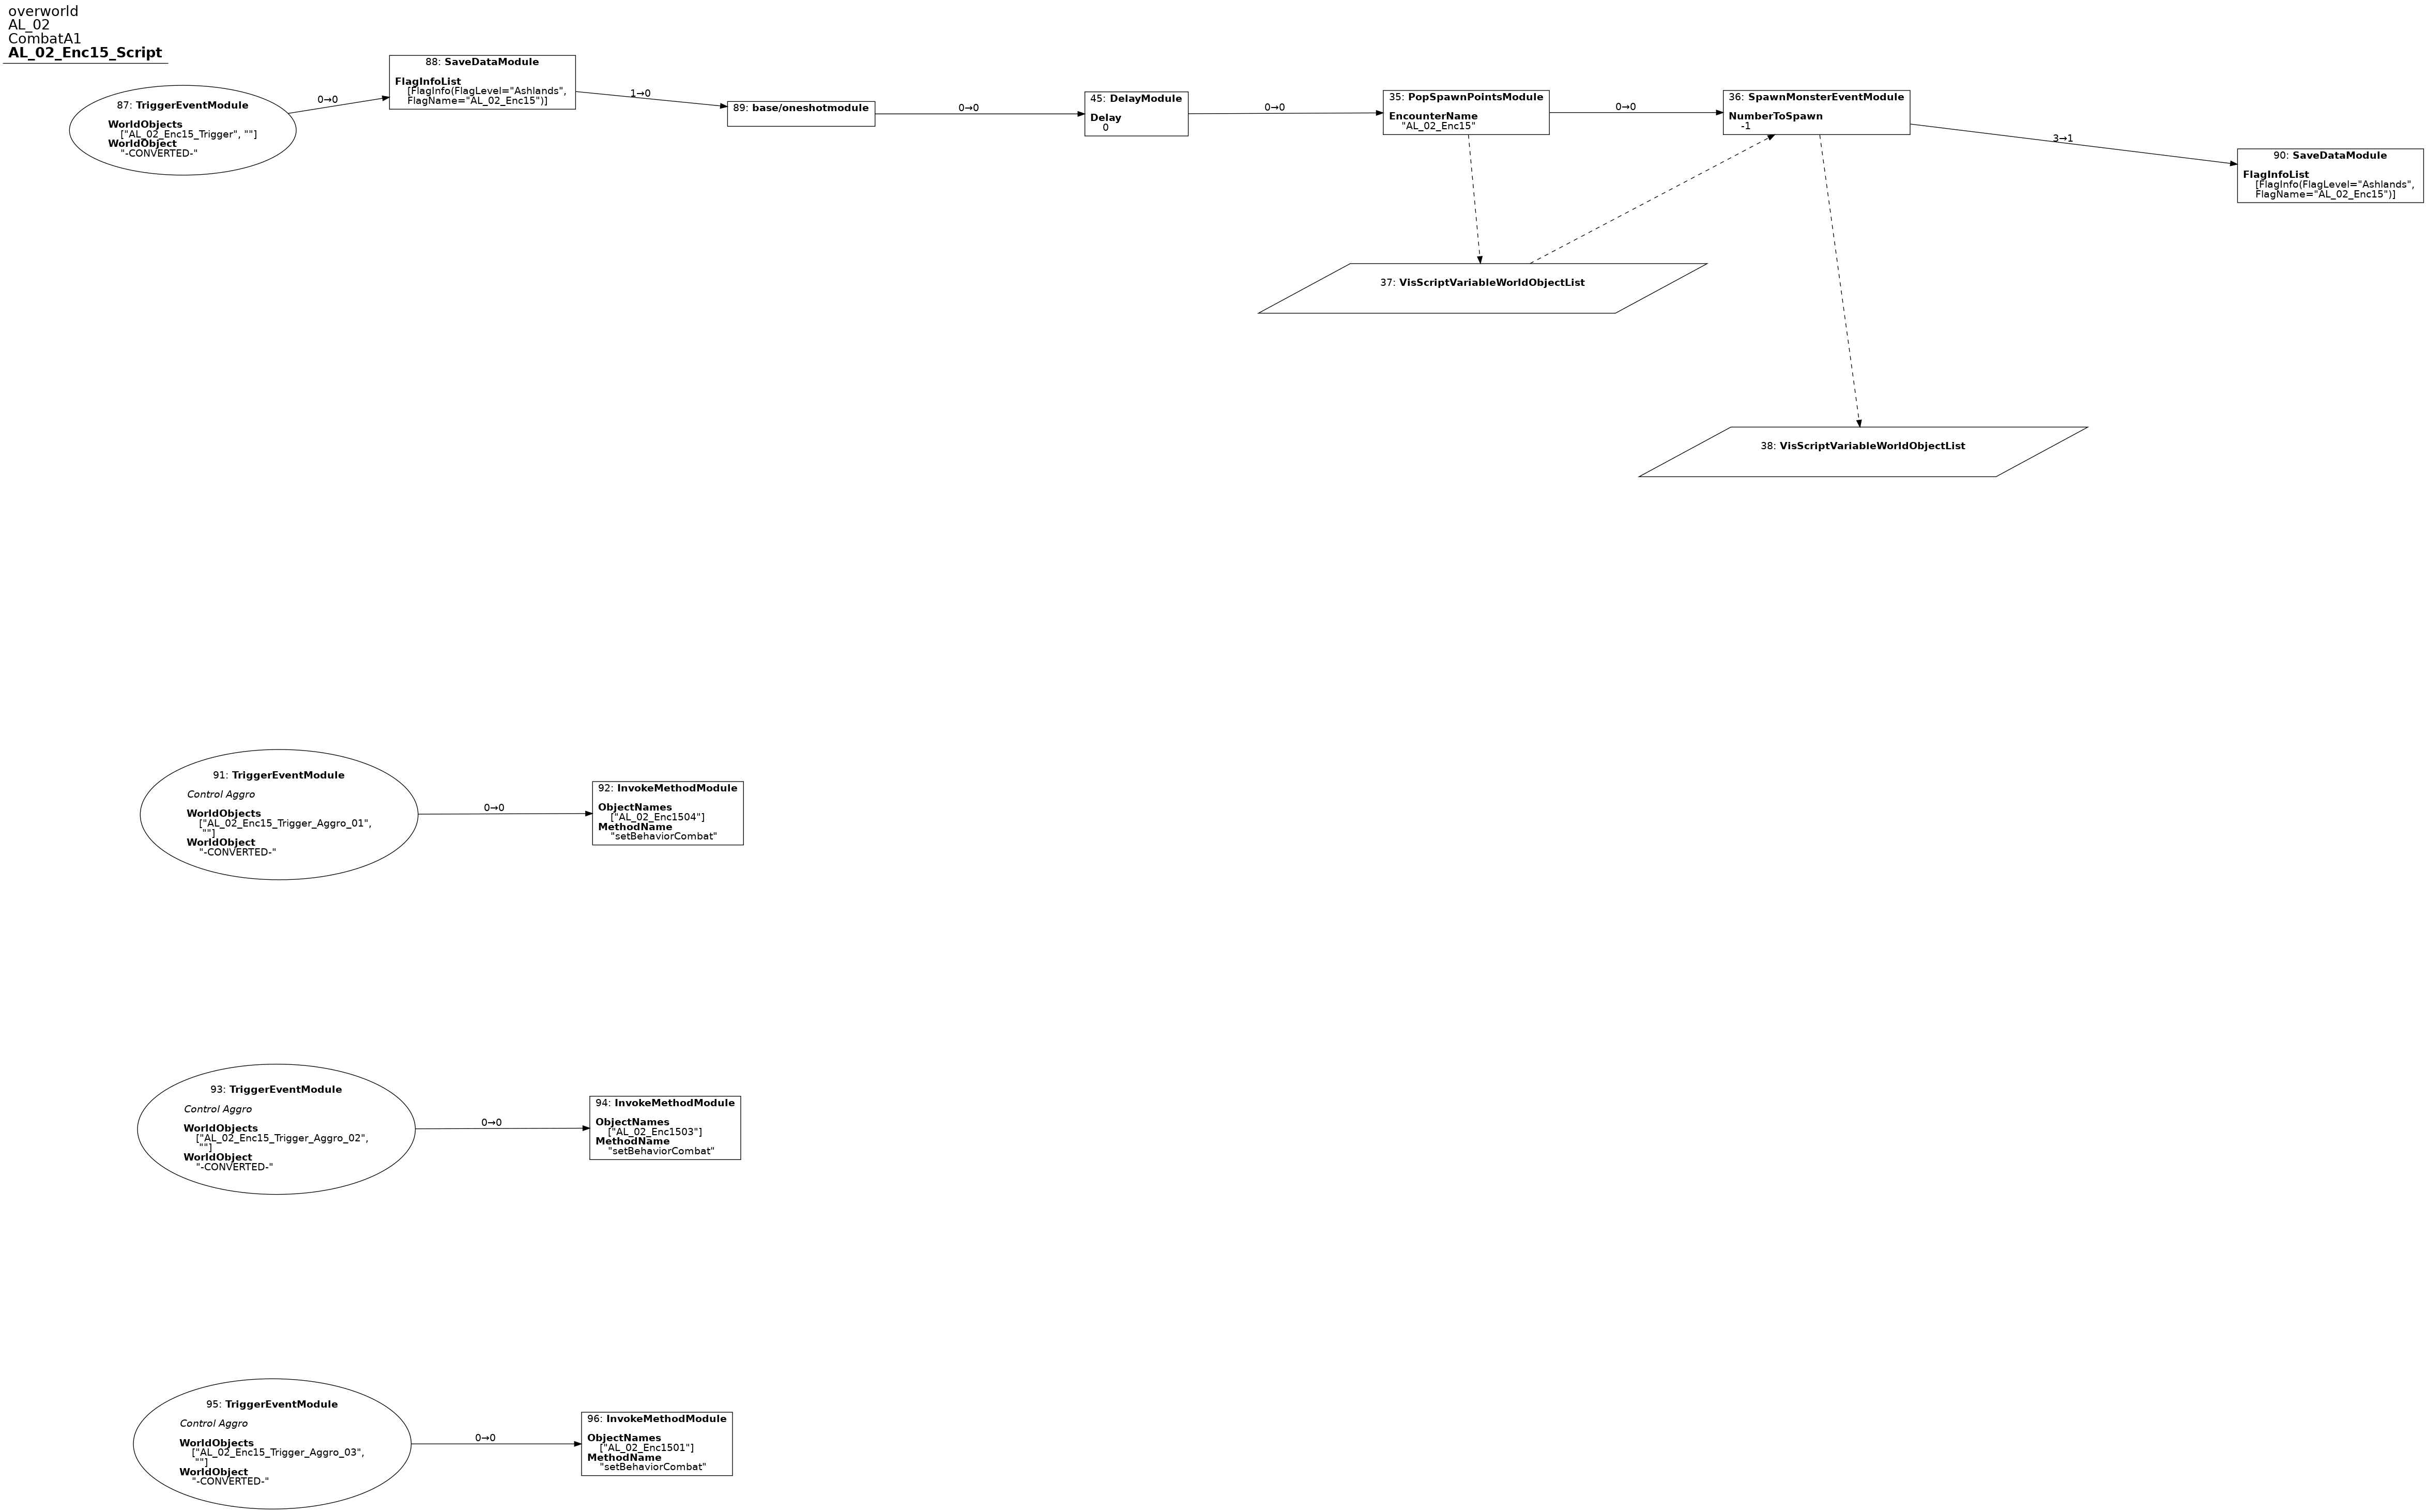 overworld
AL_02
CombatA1
AL_02_Enc15_Script
87: TriggerEventModule
WorldObjects
["AL_02_Enc15_Trigger", ""]
WorldObject
"-CONVERTED-"
0→0
88: SaveDataModule
FlagInfoList
[FlagInfo(FlagLevel="Ashlands",
FlagName="AL_02_Enc15")]
1→0
89: base/oneshotmodule
0→0
45: DelayModule
Delay
0
0→0
35: PopSpawnPointsModule
EncounterName
"AL_02_Enc15"
0→0
36: SpawnMonsterEventModule
NumberToSpawn
-1
3→1
90: SaveDataModule
FlagInfoList
[FlagInfo(FlagLevel="Ashlands",
FlagName="AL_02_Enc15")]
37: VisScriptVariableWorldObjectList
38: VisScriptVariableWorldObjectList
91: TriggerEventModule
Control Aggro
WorldObjects
["AL_02_Enc15_Trigger_Aggro_01",
""]
WorldObject
"-CONVERTED-"
0→0
92: InvokeMethodModule
ObjectNames
["AL_02_Enc1504"]
MethodName
"setBehaviorCombat"
93: TriggerEventModule
Control Aggro
WorldObjects
["AL_02_Enc15_Trigger_Aggro_02",
""]
WorldObject
"-CONVERTED-"
0→0
94: InvokeMethodModule
ObjectNames
["AL_02_Enc1503"]
MethodName
"setBehaviorCombat"
95: TriggerEventModule
Control Aggro
WorldObjects
["AL_02_Enc15_Trigger_Aggro_03",
""]
WorldObject
"-CONVERTED-"
0→0
96: InvokeMethodModule
ObjectNames
["AL_02_Enc1501"]
MethodName
"setBehaviorCombat"